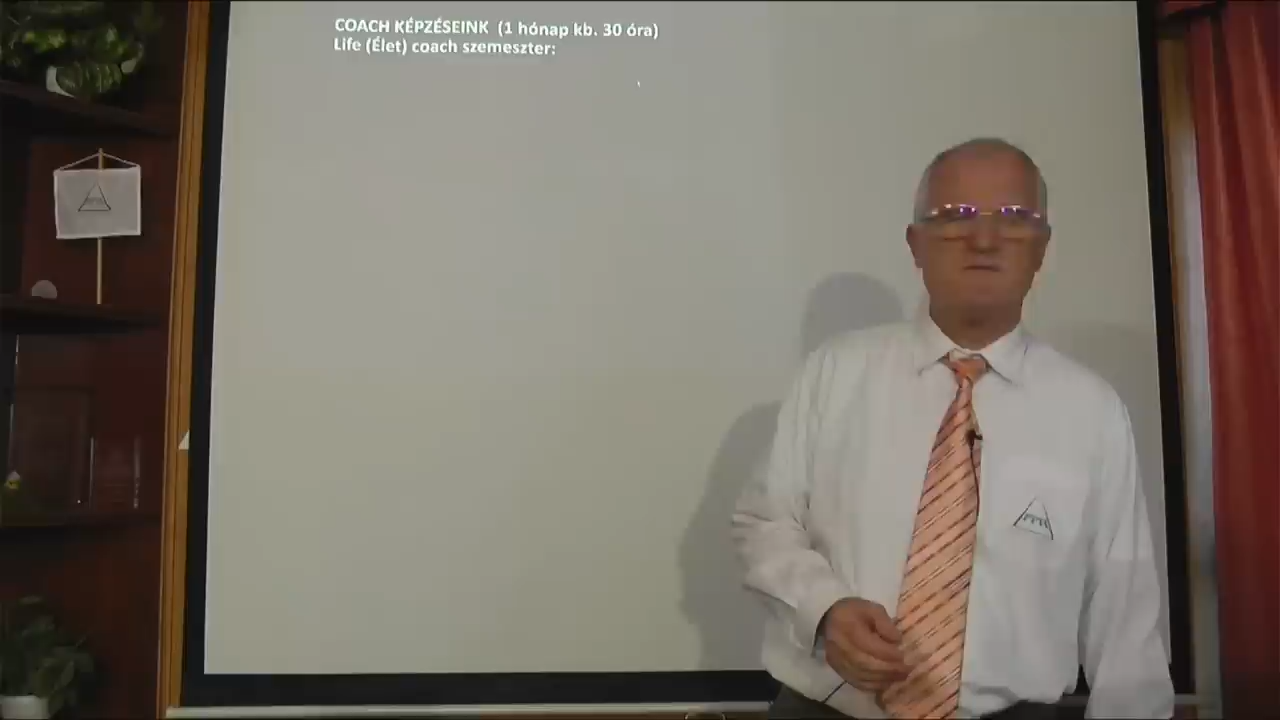 COACH KÉPZÉSEINK (1 hónap kb. 30 óra)
Life (Élet) coach szemeszter: